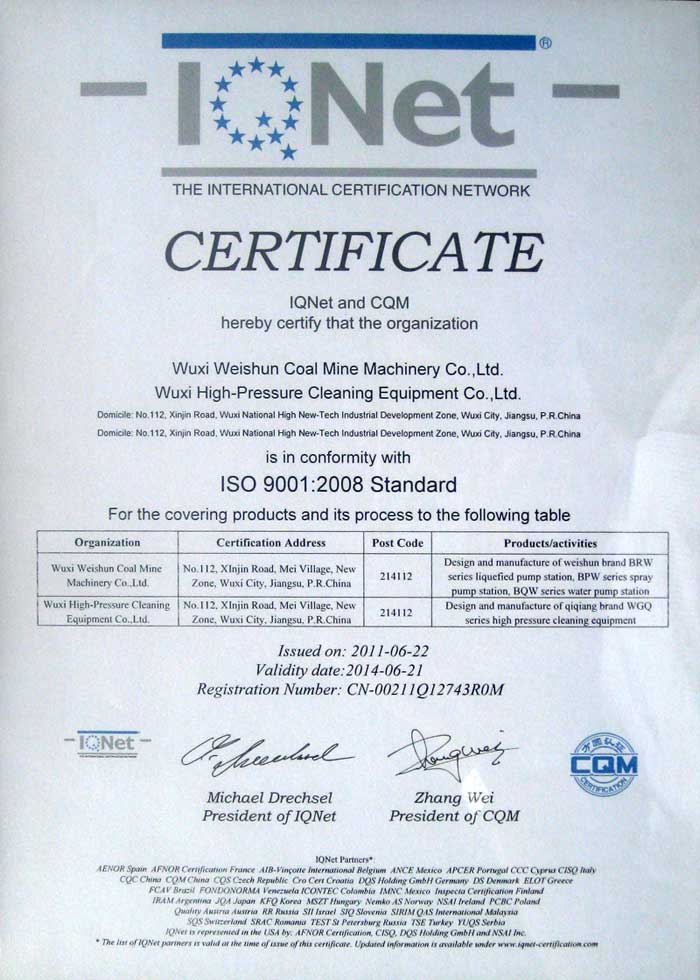 IQNet ®
THE INTERNATIONAL CERTIFICATION NETWORK
CERTIFICATE
IQNet and CQM
hereby certify that the organization
Wuxi Weishun Coal Mine Machinery Co.,Ltd.
Wuxi High-Pressure Cleaning Equipment Co.,Ltd.
Domicile: No.112, Xinjin Road, Wuxi National High New-Tech Industrial Development Zone, Wuxi City, Jiangsu, P.R.China
Domicile: No.112, Xinjin Road, Wuxi National High New-Tech Industrial Development Zone, Wuxi City, Jiangsu, P.R.China
is in conformity with
ISO 9001:2008 Standard
For the covering products and its process to the following table
Organization Certification Address Post Code Products/activities
Wuxi Weishun Coal Mine
Machinery Co.,Ltd.
No.112, XInjin Road, Mei Village, New
Zone, Wuxi City, Jiangsu, P.R.China
214112
Design and manufacture of weishun brand BRW
series liquefied pump station, BPW series spray
pump station, BQW series water pump station
Wuxi High-Pressure Cleaning
Equipment Co.,Ltd.
No.112, XInjin Road, Mei Village, New
Zone, Wuxi City, Jiangsu, P.R.China
214112
Design and manufacture of qiqiang brand WGQ
series high pressure cleaning equipment
Issued on: 2011-06-22
Validity date:2014-06-21
Registration Number: CN-00211Q12743R0M
IQNet
THE INTERNATIONAL CERTIFICATION NETWORK
Zhang Wei
方圆认证
CQM
CERTIFICATION
Michael Drechsel
President of IQNet
Zhang Wei
President of CQM
IQNet Partners*:
AENOR Spain AFNOR Certification France AIB-Vinçotte International Belgium ANCE Mexico APCER Portugal CCC Cyprus CISQ Italy
CQC China CQM China CQS Czech Republic Cro Cert Croatia DQS Holding GmbH Germany DS Denmark ELOT Greece
FCAV Brazil FONDONORMA Venezuela ICONTEC Colombia IMNC Mexico Inspecta Certification Finland
IRAM Argentina JQA Japan KFQ Korea MSZT Hungary Nemko AS Norway NSAI Ireland PCBC Poland
Quality Austria Austria RR Russia SII Israel SIQ Slovenia SIRIM QAS International Malaysia
SQS Switzerland SRAC Romania TEST St Petersburg Russia TSE Turkey YUQS Serbia
IQNet is represented in the USA by: AFNOR Certification, CISQ, DQS Holding GmbH and NSAI Inc.
* The list of IQNet partners is valid at the time of issue of this certificate. Updated information is available under www.iqnet-certification.com